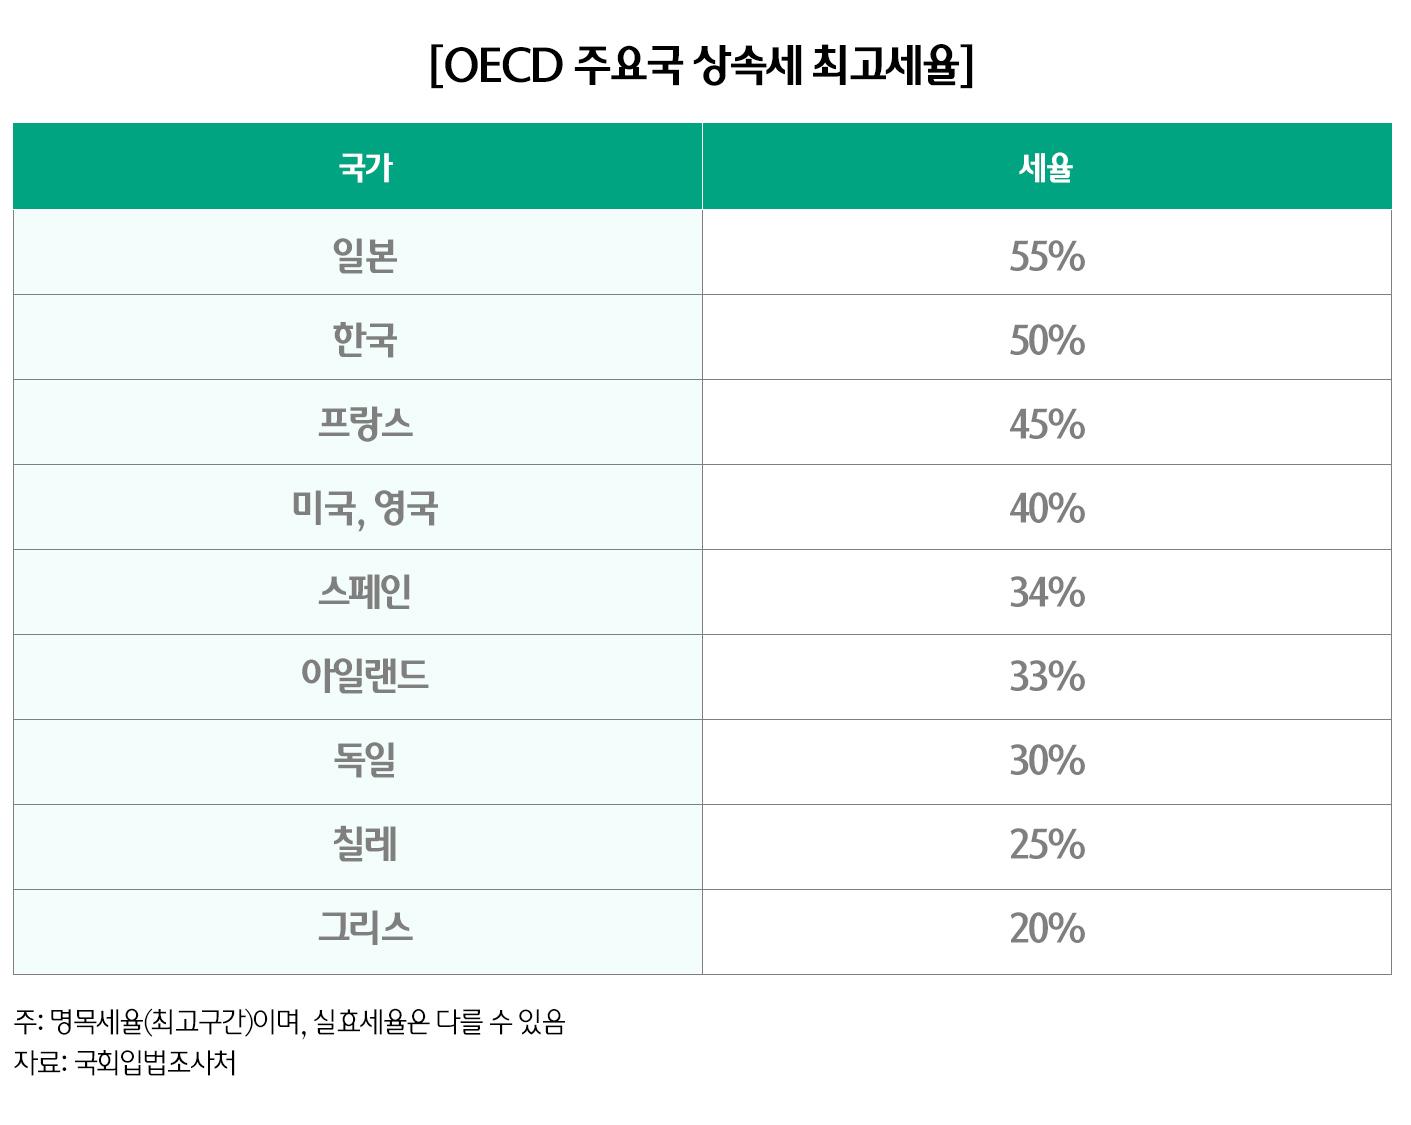 [OECD 주요국 상속세 최고세율]
국가 세율
일본 55%
한국 50%
프랑스 45%
미국, 영국 40%
스페인 34%
아일랜드 33%
독일 30%
칠레 25%
그리스 20%
주: 명목세율(최고구간)이며, 실효세율은 다를 수 있음
자료: 국회입법조사처